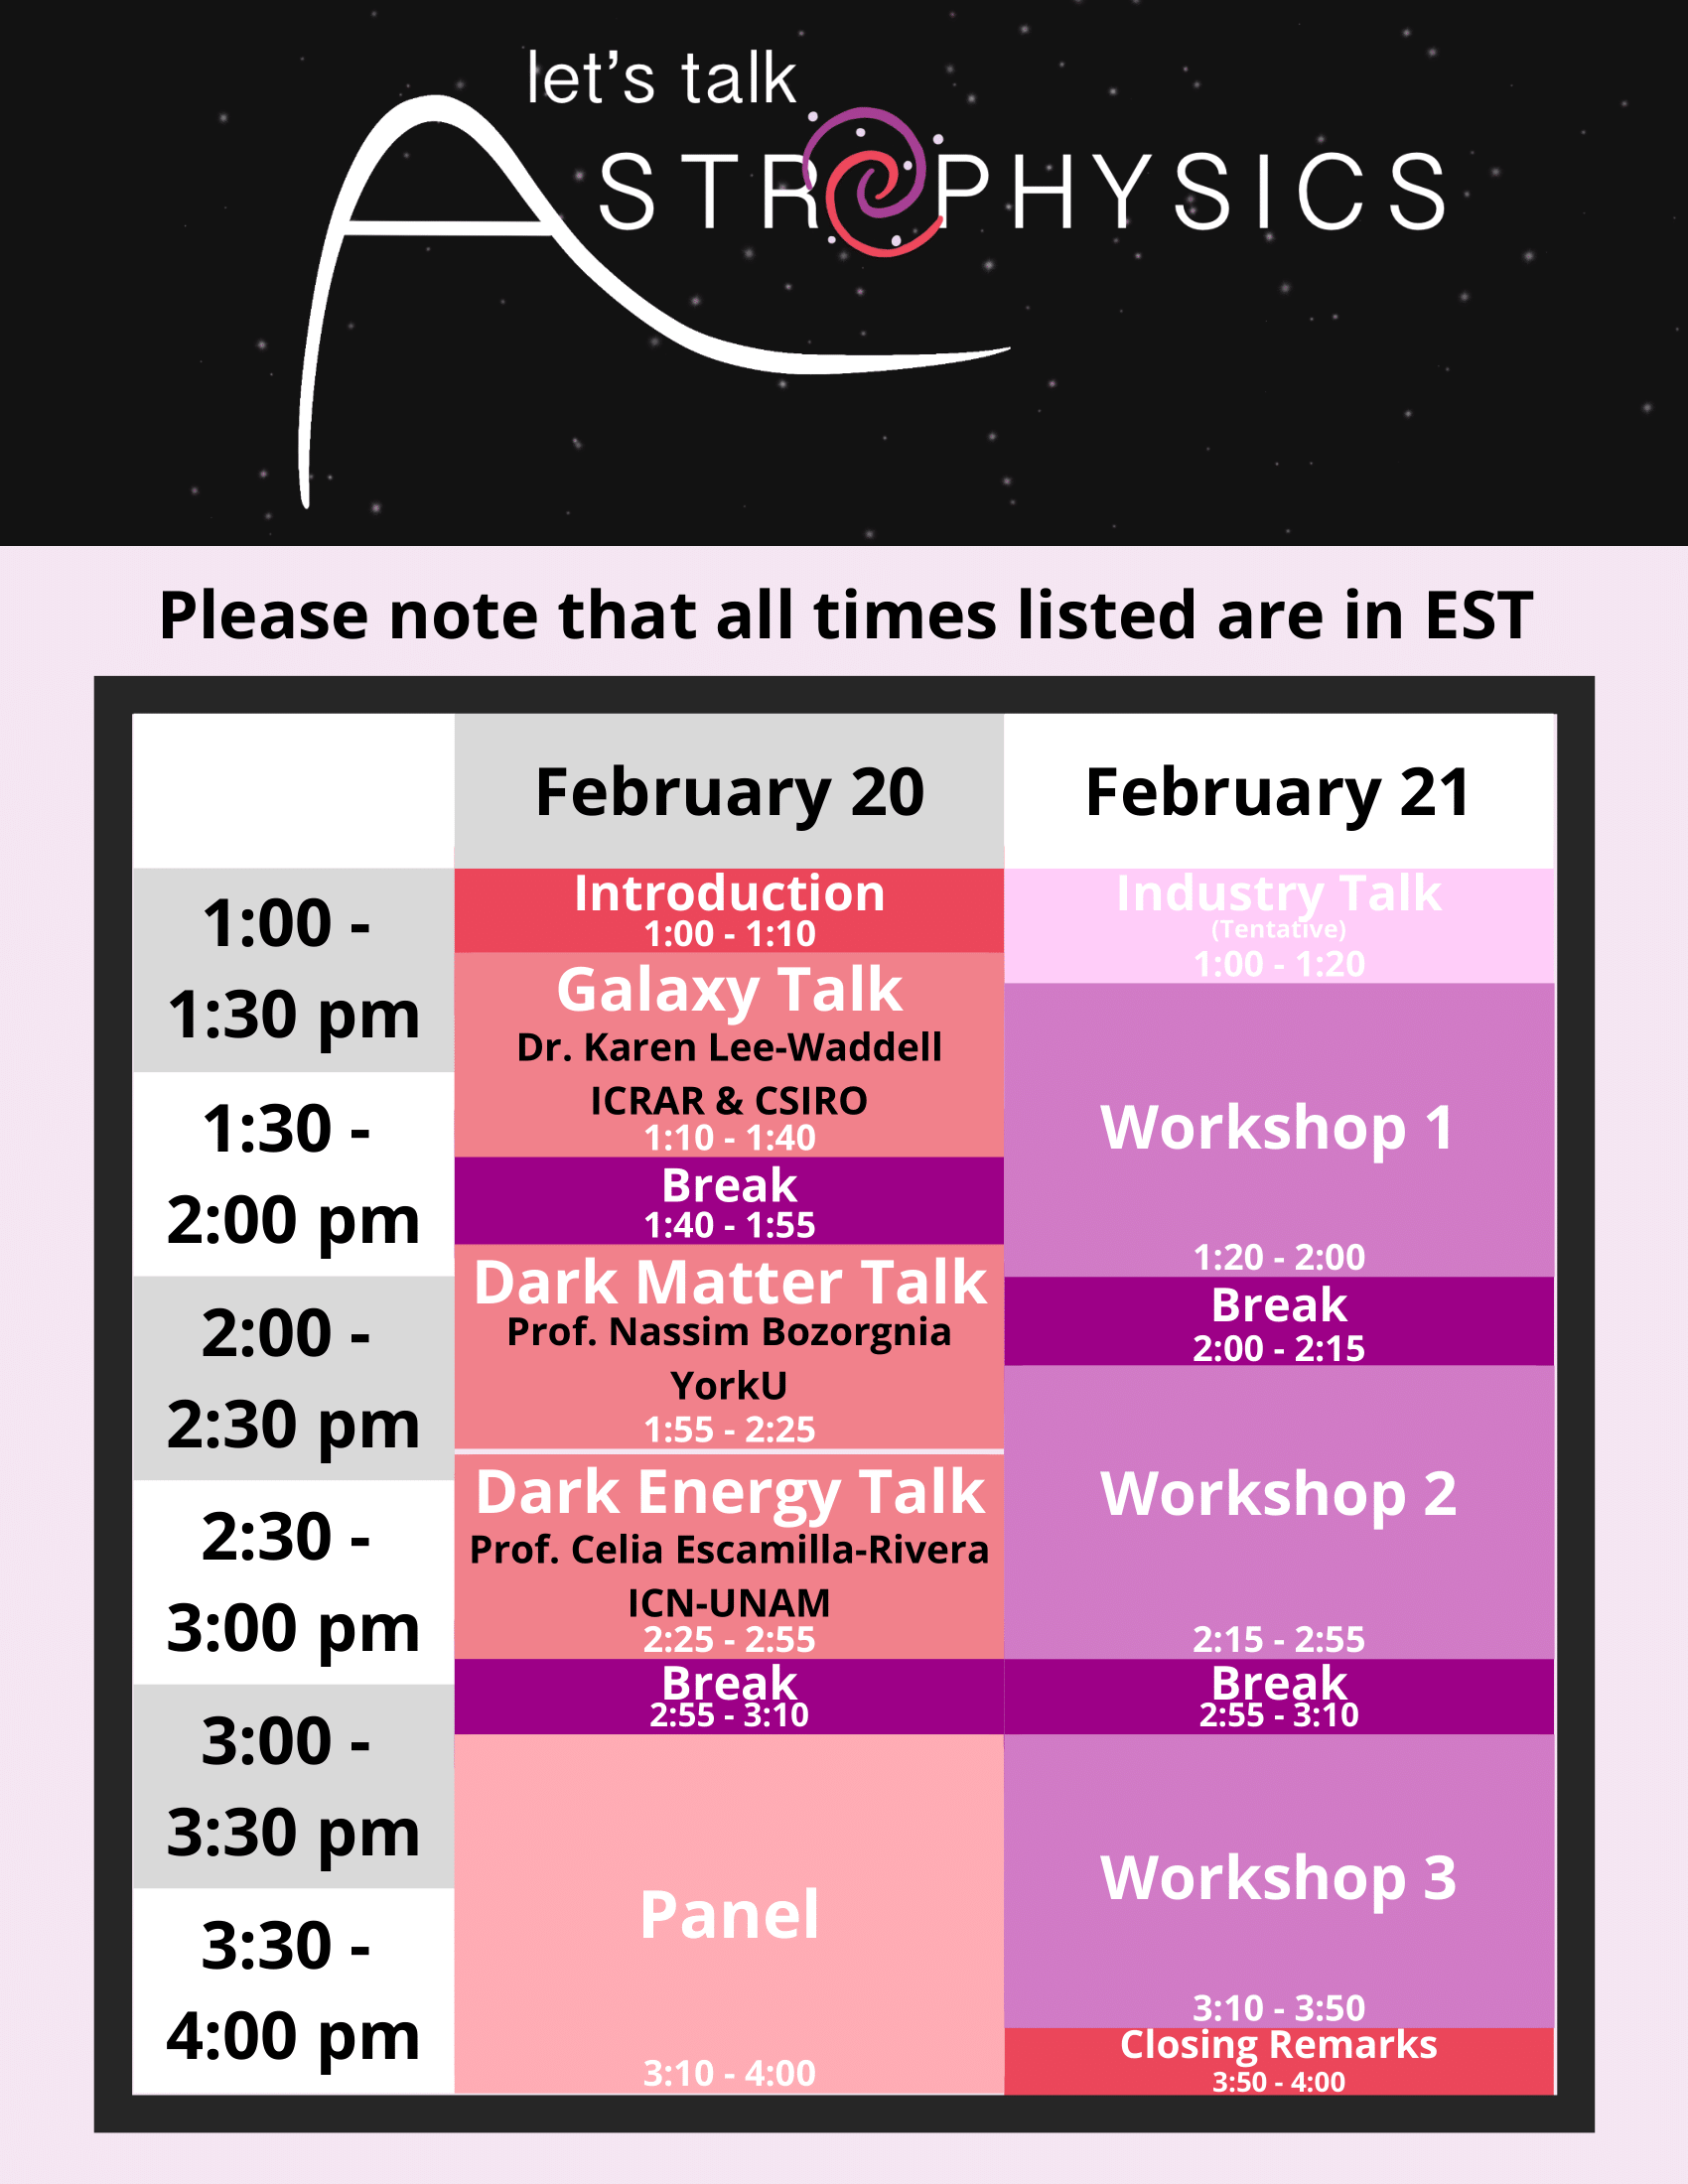 let's talk
ASTROPHYSICS
Please note that all times listed are in EST
February 20
February 21
1:00 -
1:30 pm
1:30 -
2:00 pm
2:00 -
2:30 pm
2:30 -
3:00 pm
3:00 -
3:30 pm
3:30 -
4:00 pm
Introduction
1:00 - 1:10
Galaxy Talk
Dr. Karen Lee-Waddell
ICRAR & CSIRO
1:10 - 1:40
Break
1:40 - 1:55
Dark Matter Talk
Prof. Nassim Bozorgnia
YorkU
1:55 - 2:25
Dark Energy Talk
Prof. Celia Escamilla-Rivera
ICN-UNAM
2:25 - 2:55
Break
2:55 - 3:10
Panel
3:10 - 4:00
Industry Talk
(Tentative)
1:00 - 1:20
Workshop 1
1:20 - 2:00
Break
2:00 - 2:15
Workshop 2
2:15 - 2:55
Break
2:55 - 3:10
Workshop 3
3:10 - 3:50
Closing Remarks
3:50 - 4:00